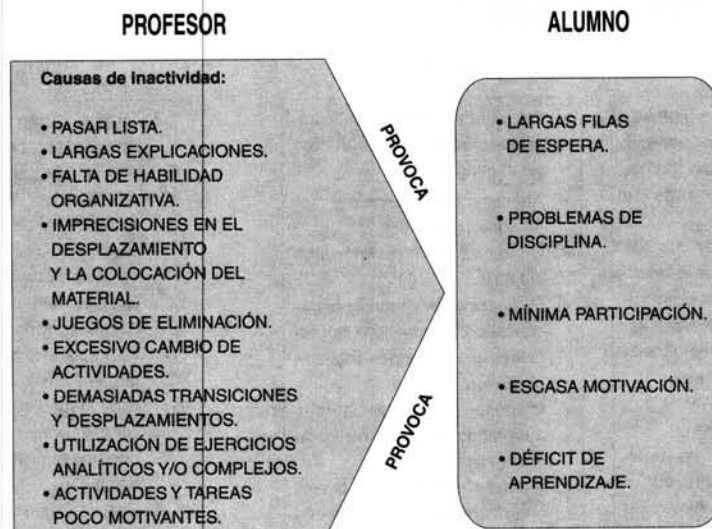 PROFESOR
Causas de inactividad:
• PASAR LISTA.
• LARGAS EXPLICACIONES.
• FALTA DE HABILIDAD
ORGANIZATIVA.
• IMPRECISIONES EN EL
DESPLAZAMIENTO
Y LA COLOCACIÓN DEL
MATERIAL.
• JUEGOS DE ELIMINACIÓN.
• EXCESIVO CAMBIO DE
ACTIVIDADES.
• DEMASIADAS TRANSICIONES
Y DESPLAZAMIENTOS.
• UTILIZACIÓN DE EJERCICIOS
ANALÍTICOS Y/O COMPLEJOS.
• ACTIVIDADES Y TAREAS
POCO MOTIVANTES.
PROVOCA
PROVOCA
ALUMNO
• LARGAS FILAS
DE ESPERA.
• PROBLEMAS DE
DISCIPLINA.
• MÍNIMA PARTICIPACIÓN.
• ESCASA MOTIVACIÓN.
• DÉFICIT DE
APRENDIZAJE.